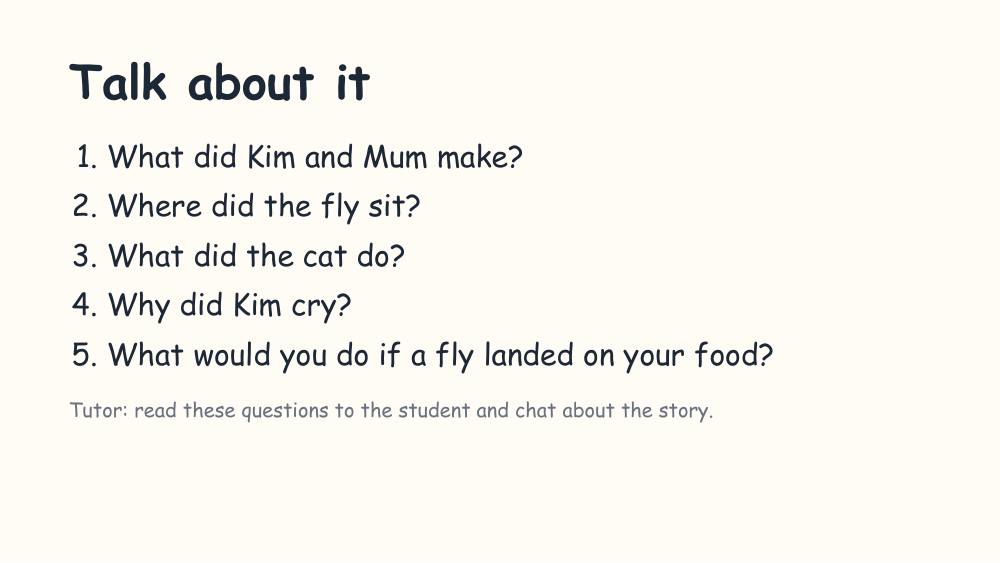 Talk about it
1. What did Kim and Mum make?
2. Where did the fly sit?
3. What did the cat do?
4. Why did Kim cry?
5. What would you do if a fly landed on your food?
Tutor: read these questions to the student and chat about the story.